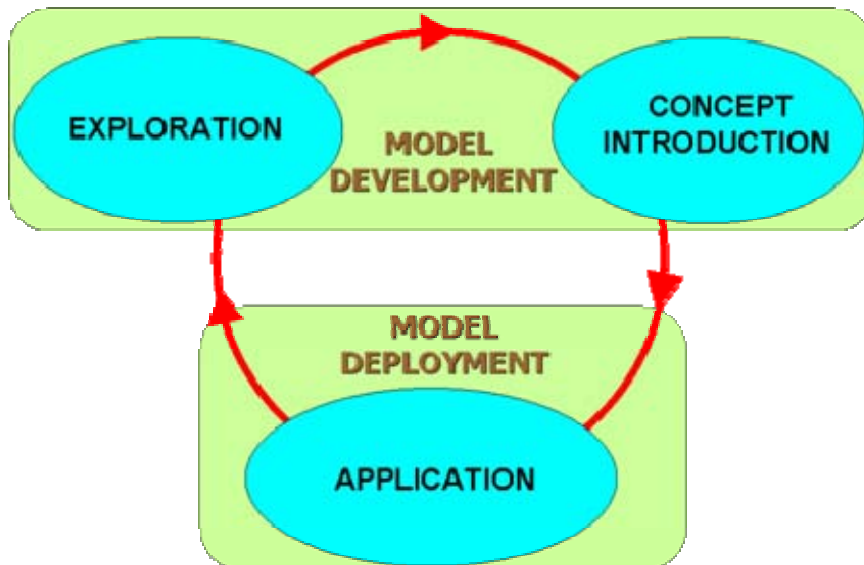 EXPLORATION
MODEL
DEVELOPMENT
CONCEPT
INTRODUCTION
MODEL
DEPLOYMENT
APPLICATION